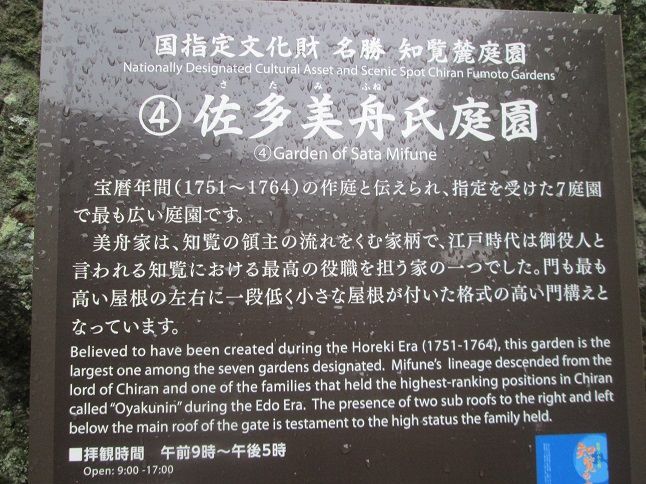 国指定文化財 名勝 知覧麓庭園
Nationally Designated Cultural Asset and Scenic Spot Chiran Fumoto Gardens
さたみふね
④佐多美舟氏庭園
④Garden of Sata Mifune
宝暦年間(1751〜1764)の作庭と伝えられ、指定を受けた7庭園
で最も広い庭園です。
美舟家は、知覧の領主の流れをくむ家柄で、江戸時代は御役人と
言われる知覧における最高の役職を担う家の一つでした。門も最も
高い屋根の左右に一段低く小さな屋根が付いた格式の高い門構えと
なっています。
Believed to have been created during the Horeki Era (1751-1764), this garden is the
largest one among the seven gardens designated. Mifune's lineage descended from the
lord of Chiran and one of the families that held the highest-ranking positions in Chiran
called "Oyakunin" during the Edo Era. The presence of two sub roofs to the right and left
below the main roof of the gate is testament to the high status the family held.
■拝観時間 午前9時〜午後5時
Open: 9:00 -17:00
知覧